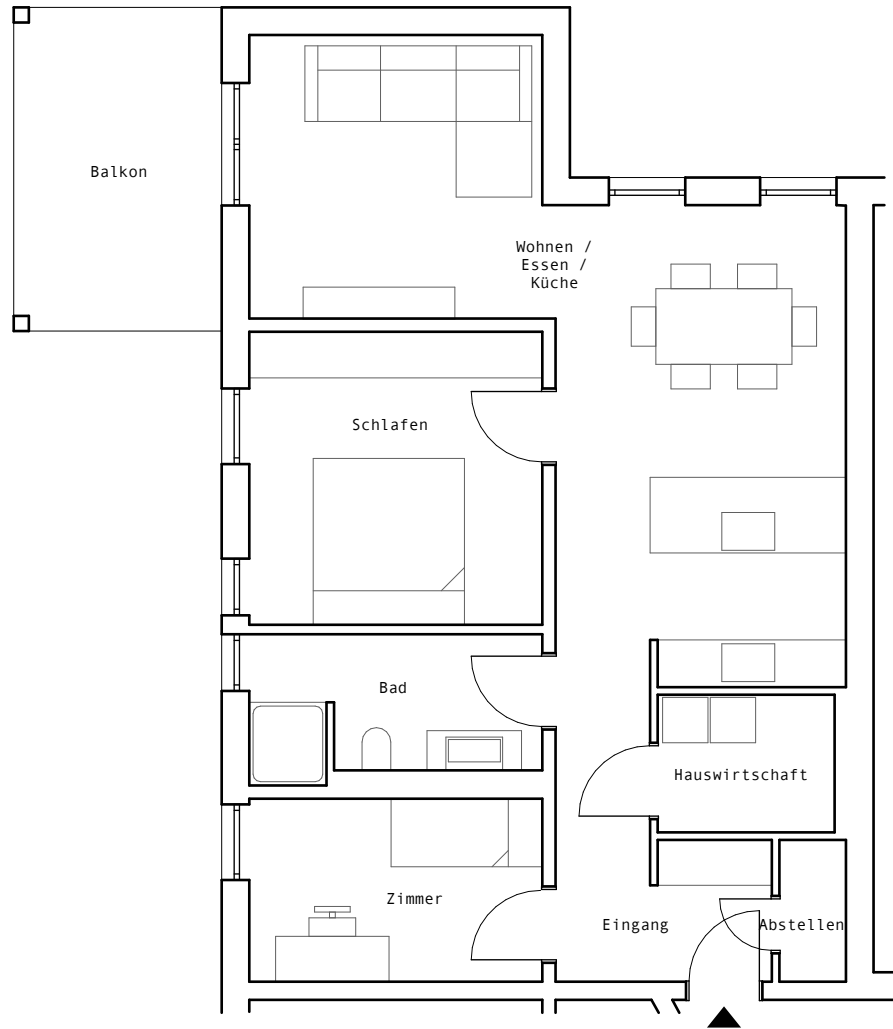 Balkon
Wohnen /
Essen /
Küche
Schlafen
Bad
Hauswirtschaft
Zimmer
Eingang
Abstellen